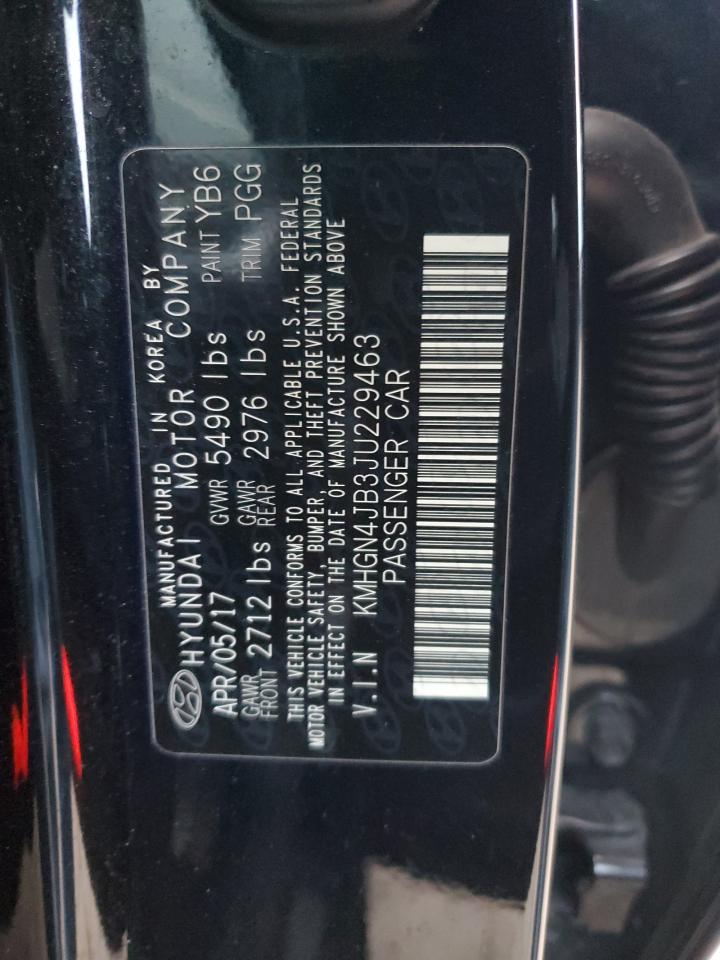 MANUFACTURED IN KOREA BY
HYUNDAI MOTOR COMPANY
APR/05/17 GVWR 5490 lbs PAINT YB6
GAWR FRONT 2712 lbs GAWR REAR 2976 lbs TRIM PGG
THIS VEHICLE CONFORMS TO ALL APPLICABLE U.S.A. FEDERAL
MOTOR VEHICLE SAFETY, BUMPER, AND THEFT PREVENTION STANDARDS
IN EFFECT ON THE DATE OF MANUFACTURE SHOWN ABOVE
V.I.N KMHGN4JB3JU229463
PASSENGER CAR